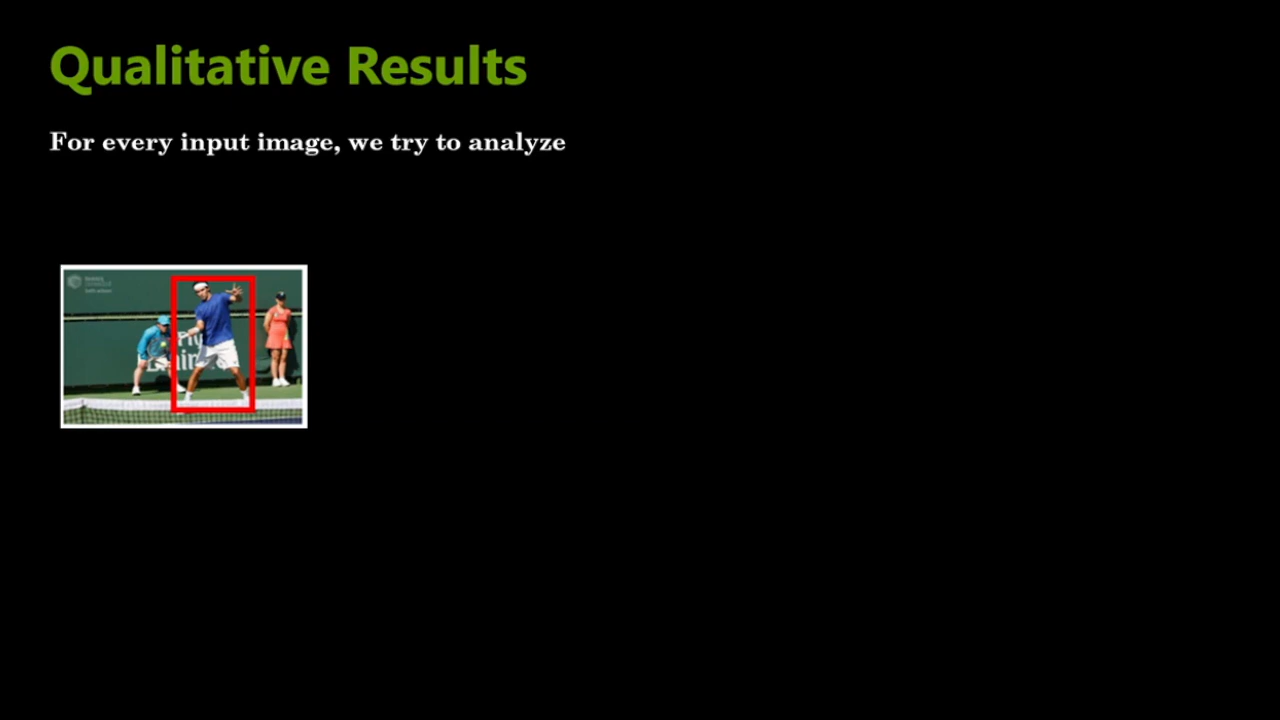 Qualitative Results
For every input image, we try to analyze